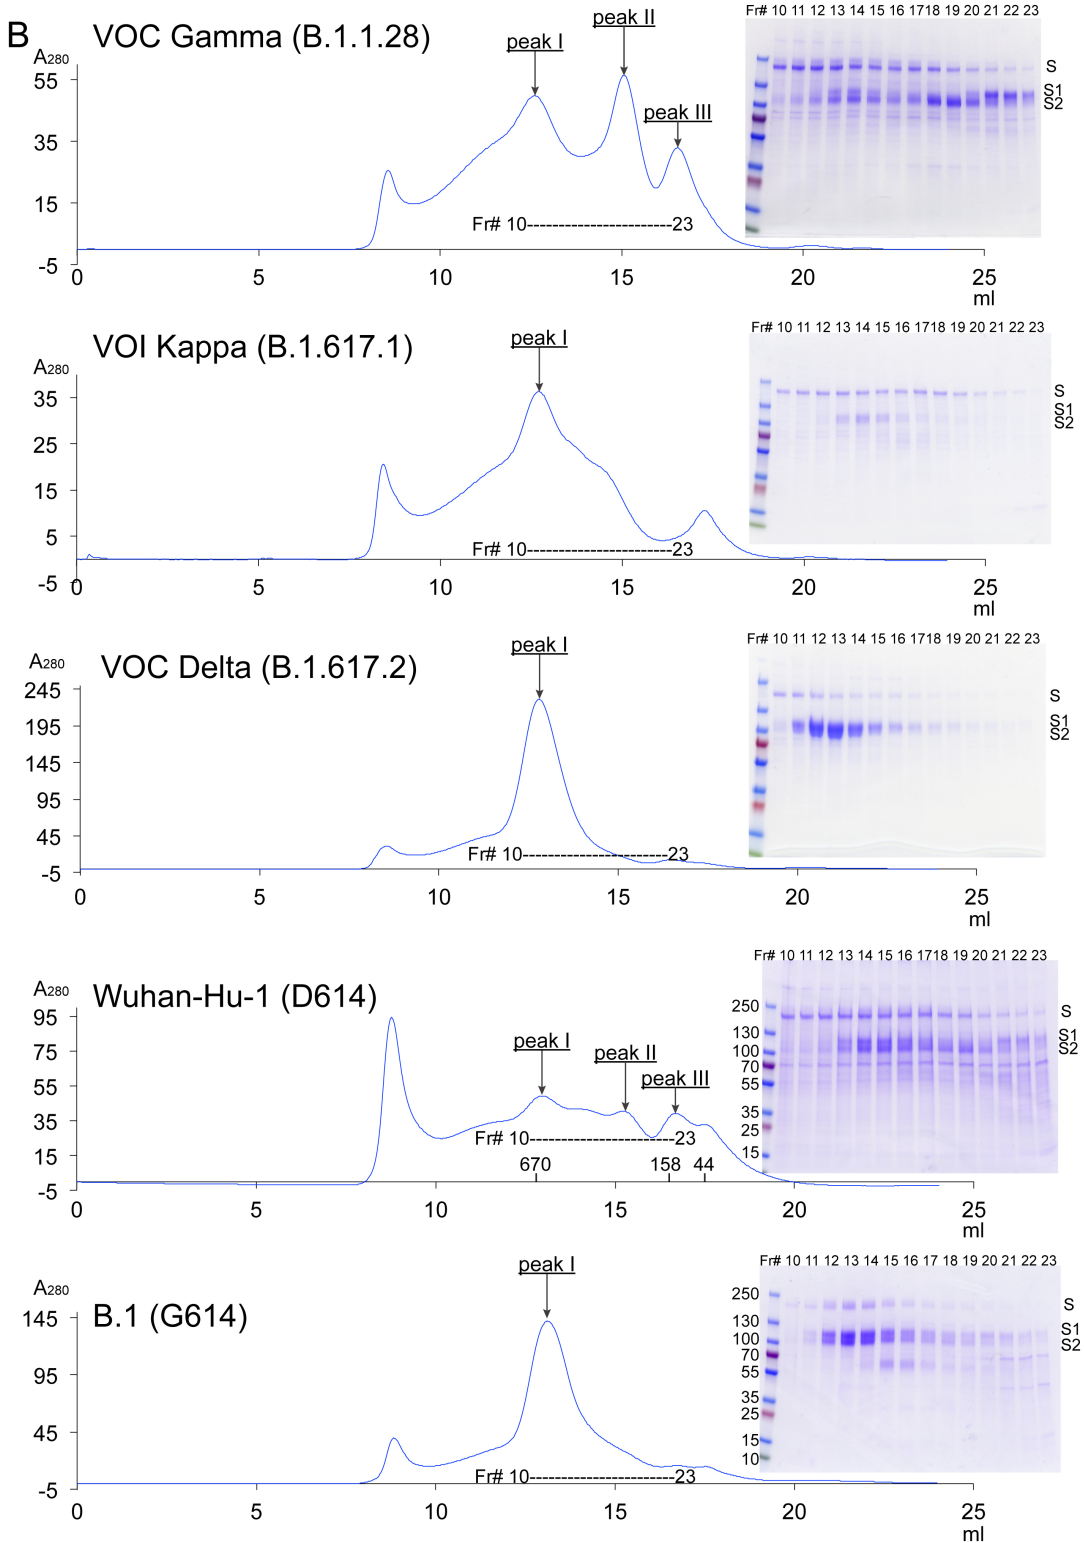 B
VOC Gamma (B.1.1.28)
A280
55
35
15
-5
peak I
peak II
peak III
Fr# 10--------------------23
0 5 10 15 20 25
ml
Fr# 10 11 12 13 14 15 16 17 18 19 20 21 22 23
S
S1
S2
VOI Kappa (B.1.617.1)
A280
35
25
15
5
-5
peak I
Fr# 10--------------------23
0 5 10 15 20 25
ml
Fr# 10 11 12 13 14 15 16 17 18 19 20 21 22 23
S
S1
S2
VOC Delta (B.1.617.2)
A280
245
195
145
95
45
-5
peak I
Fr# 10--------------------23
0 5 10 15 20 25
ml
Fr# 10 11 12 13 14 15 16 17 18 19 20 21 22 23
S
S1
S2
Wuhan-Hu-1 (D614)
A280
95
75
55
35
15
-5
peak I
peak II
peak III
Fr# 10--------------------23
670 158 44
0 5 10 15 20 25
ml
Fr# 10 11 12 13 14 15 16 17 18 19 20 21 22 23
250
130
100
70
55
35
25
15
S
S1
S2
B.1 (G614)
A280
145
95
45
-5
peak I
Fr# 10--------------------23
0 5 10 15 20 25
ml
Fr# 10 11 12 13 14 15 16 17 18 19 20 21 22 23
250
130
100
70
55
35
25
15
10
S
S1
S2